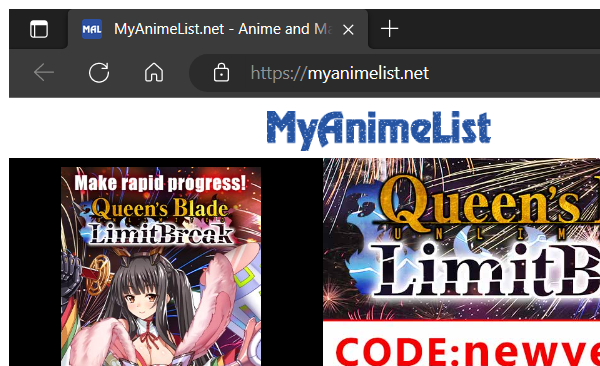 MAL MyAnimeList.net - Anime and Ma
https://myanimelist.net
MyAnimeList
Make rapid progress!
Queen's Blade
LimitBreak
Queen's
UNLIM
LimitB
CODE:newye